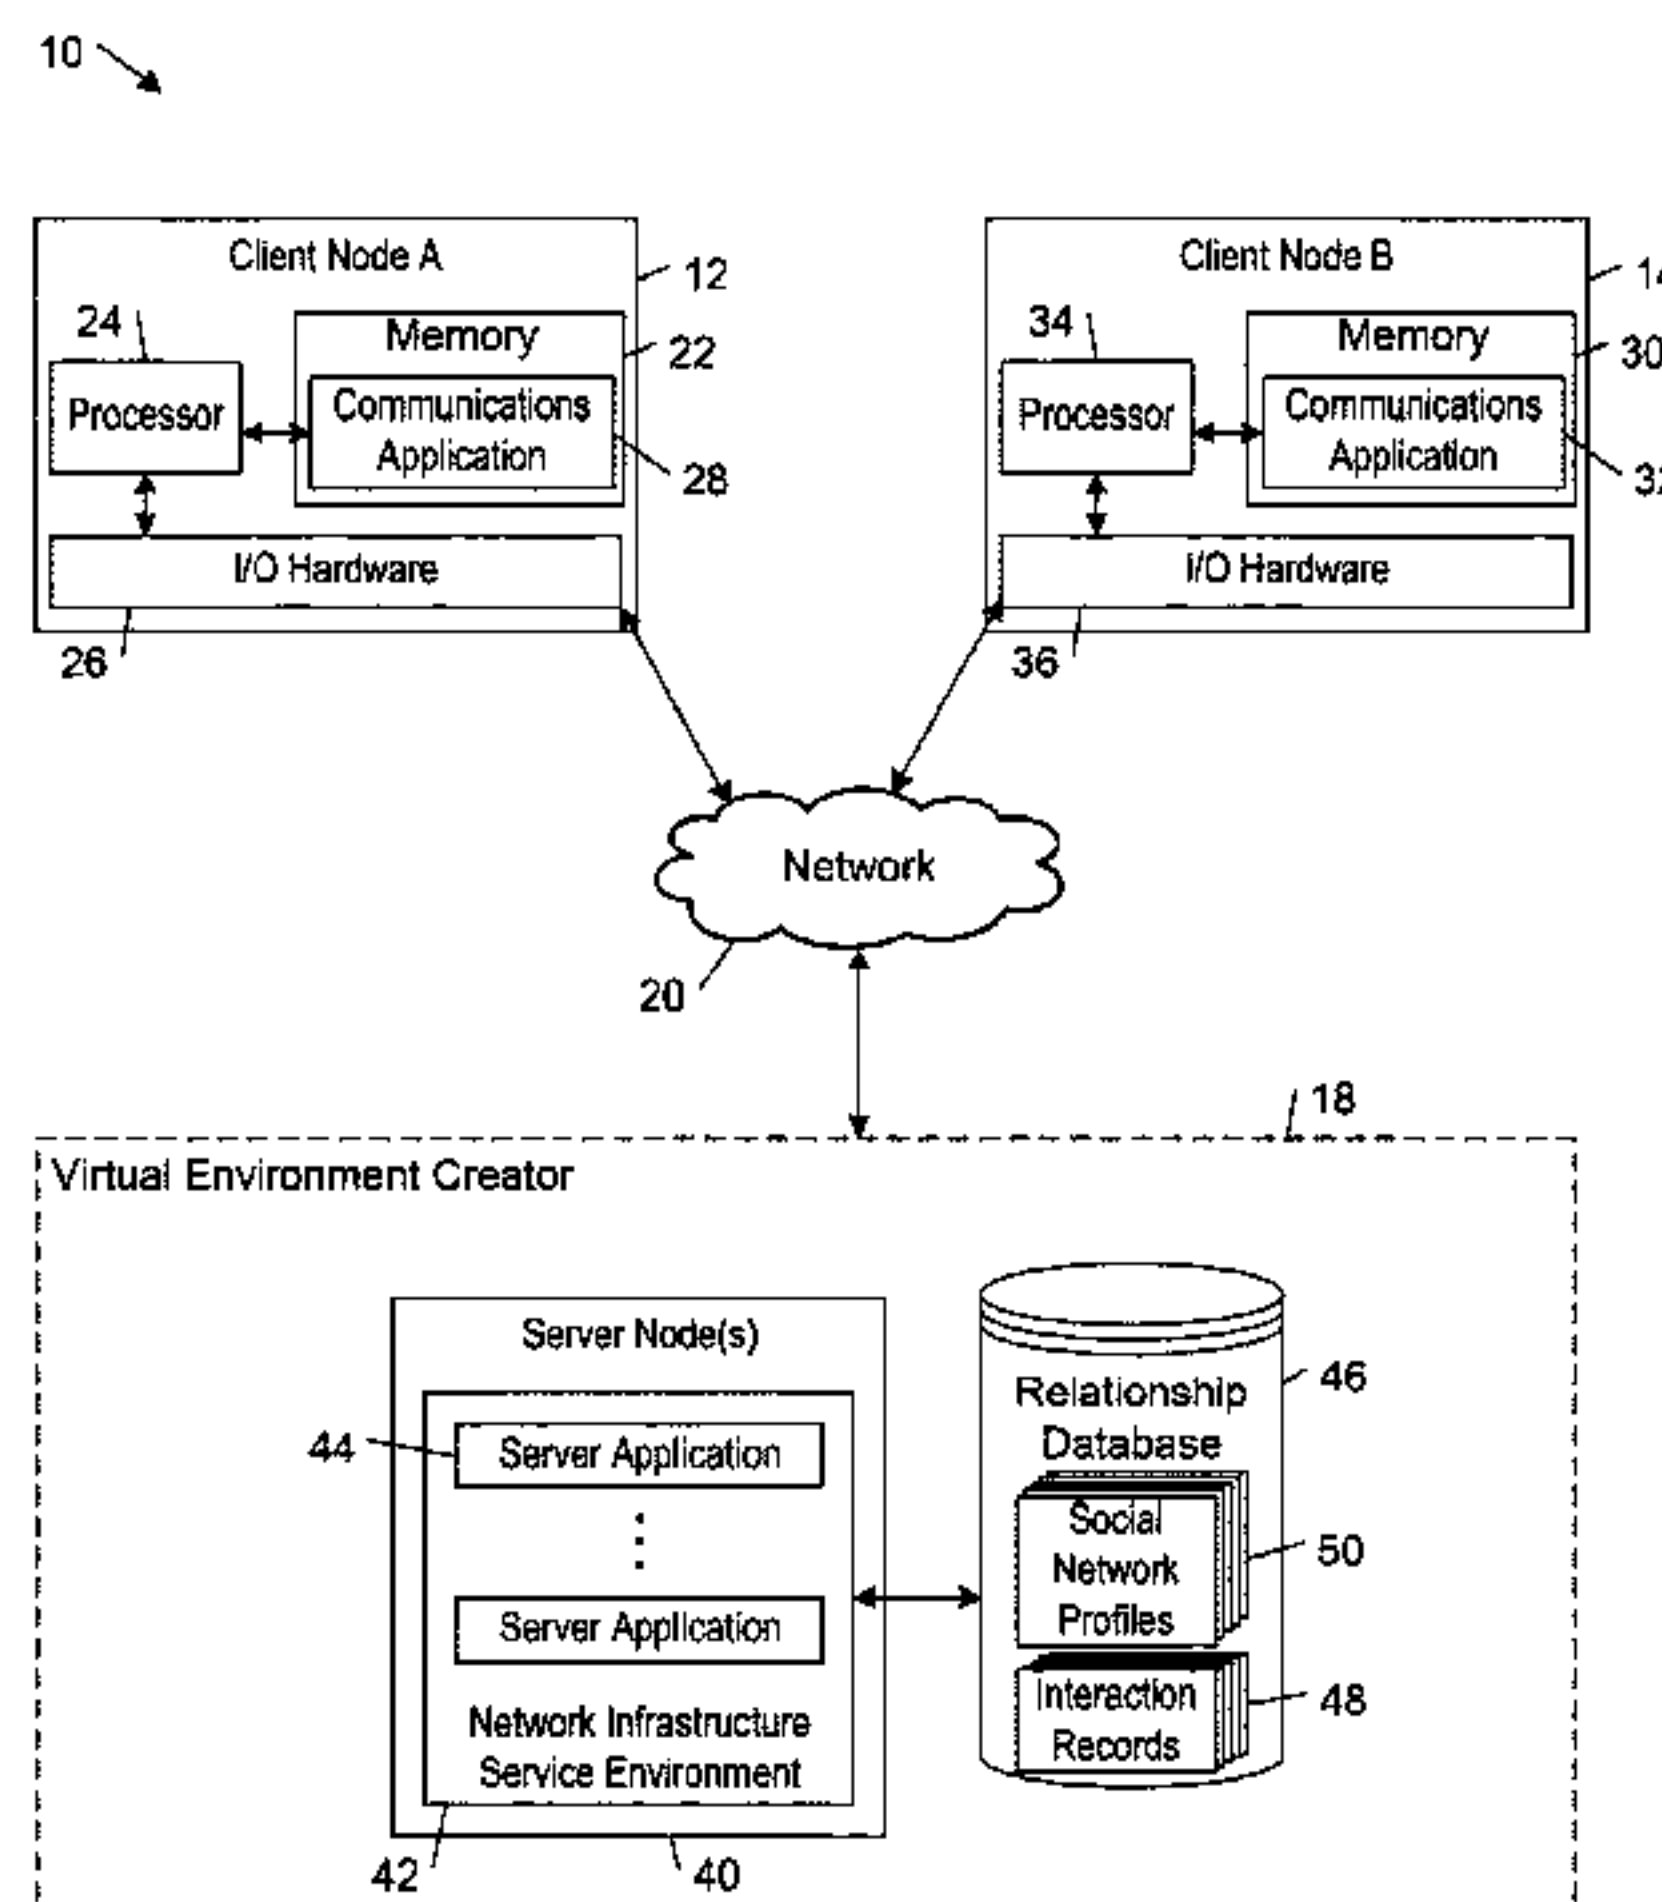 10
Client Node A
12
24
Memory
22
Processor
Communications
Application
28
I/O Hardware
26
Client Node B
34
Memory
30
Processor
Communications
Application
I/O Hardware
36
Network
20
18
Virtual Environment Creator
Server Node(s)
44
Server Application
Server Application
Network Infrastructure
Service Environment
42
40
Relationship
Database
46
Social
Network
Profiles
50
Interaction
Records
48